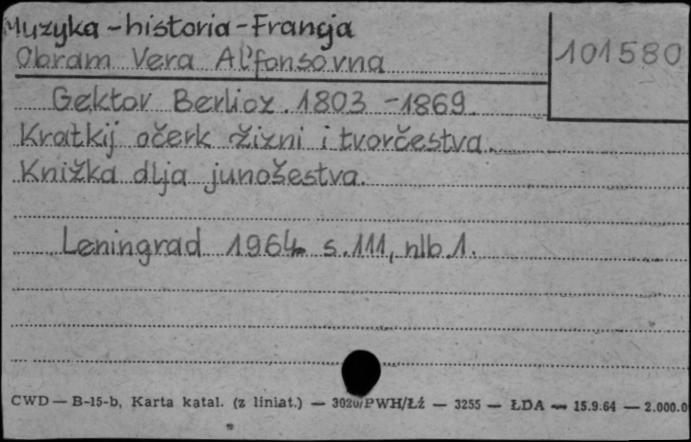 Muzyka - historia - Francja
Obram Vera Al'fonsovna
101580
Gektor Berlioz. 1803 - 1869.
Kratkij očerk žizni i tvorčestva.
Knižka dlja junošestva.
Leningrad 1964 s. 111, nlb. 1.
CWD — B-15-b, Karta katal. (z liniat.) — 3020/PWH/Łź — 3255 — ŁDA — 15.9.64 — 2.000.0